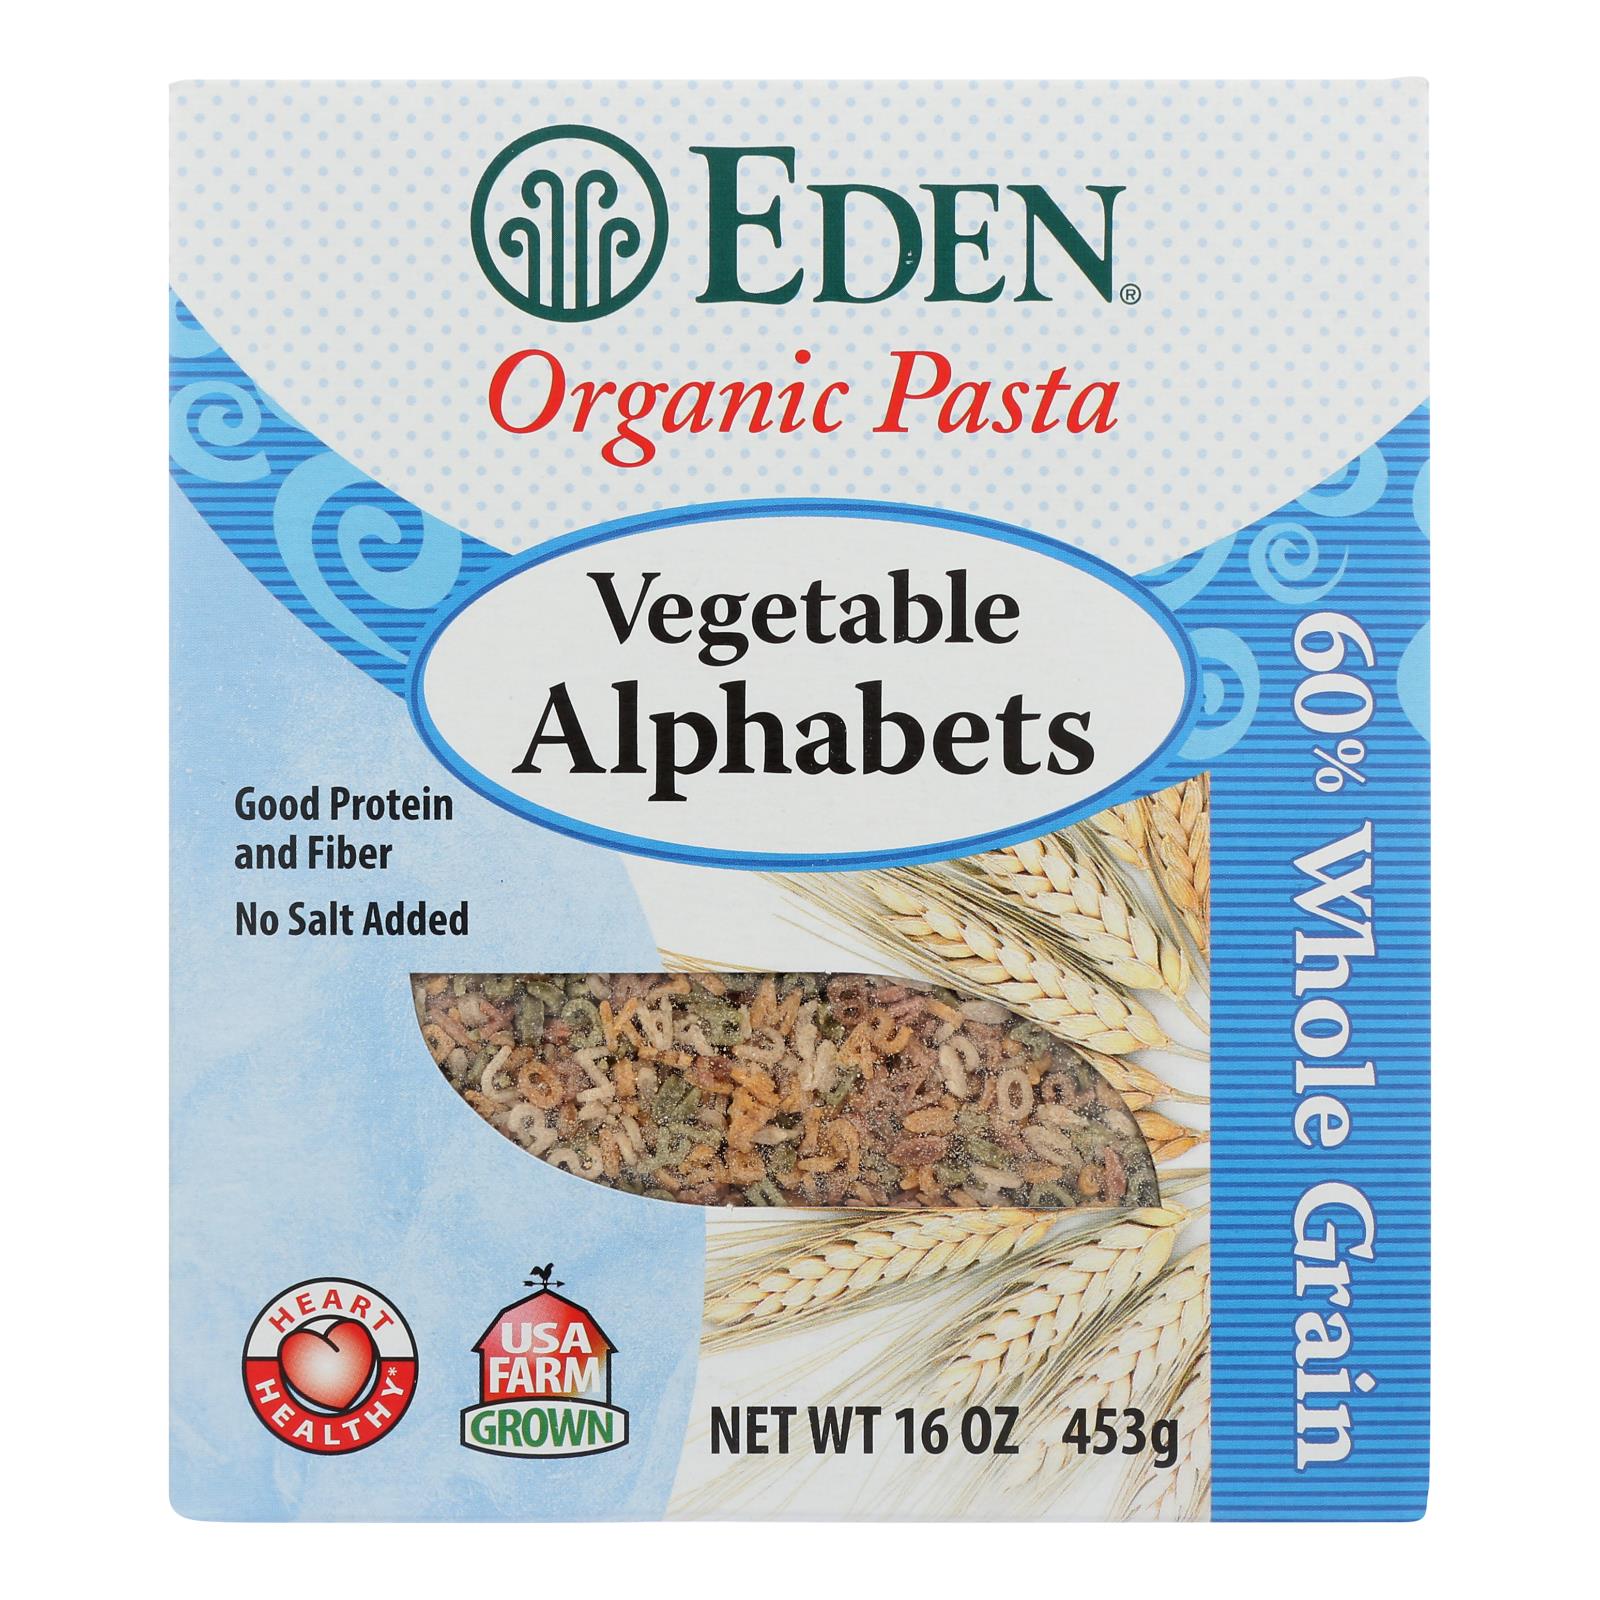 EDEN®
Organic Pasta
Vegetable
Alphabets
Good Protein
and Fiber
No Salt Added
60% Whole Grain
HEART
HEALTHY*
USA
FARM
GROWN
NET WT 16 OZ 453g